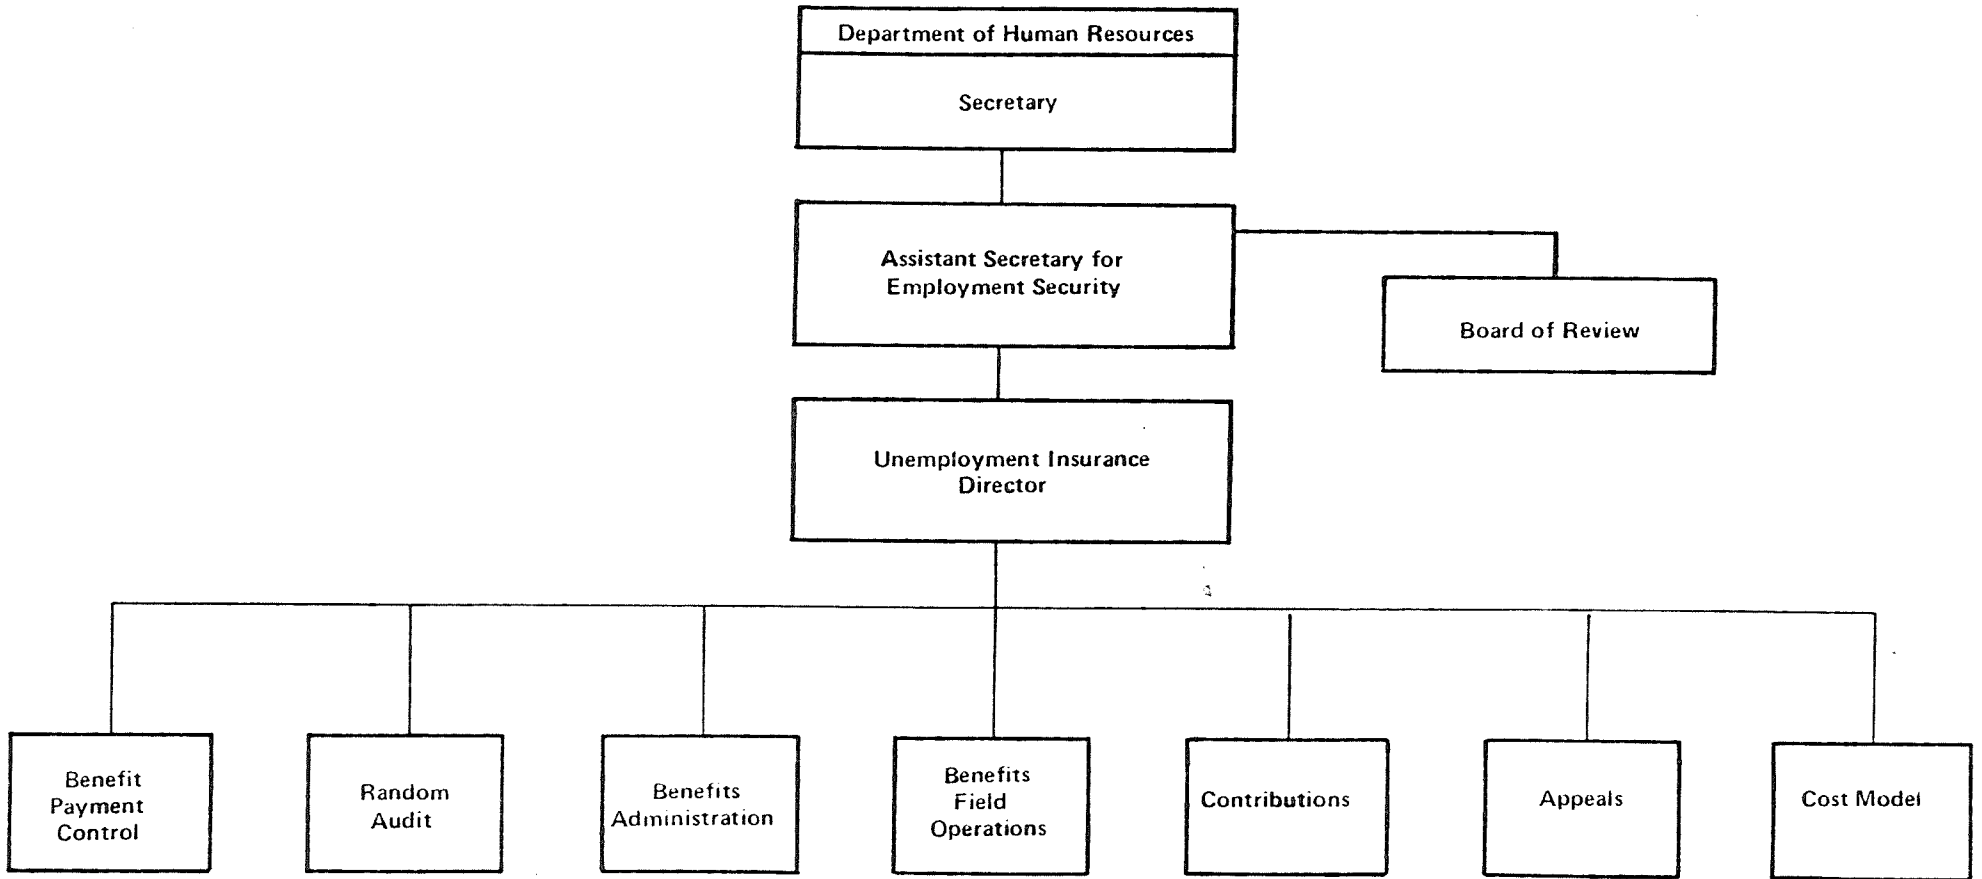 Department of Human Resources
Secretary
Assistant Secretary for
Employment Security
Board of Review
Unemployment Insurance
Director
Benefit
Payment
Control
Random
Audit
Benefits
Administration
Benefits
Field
Operations
Contributions
Appeals
Cost Model